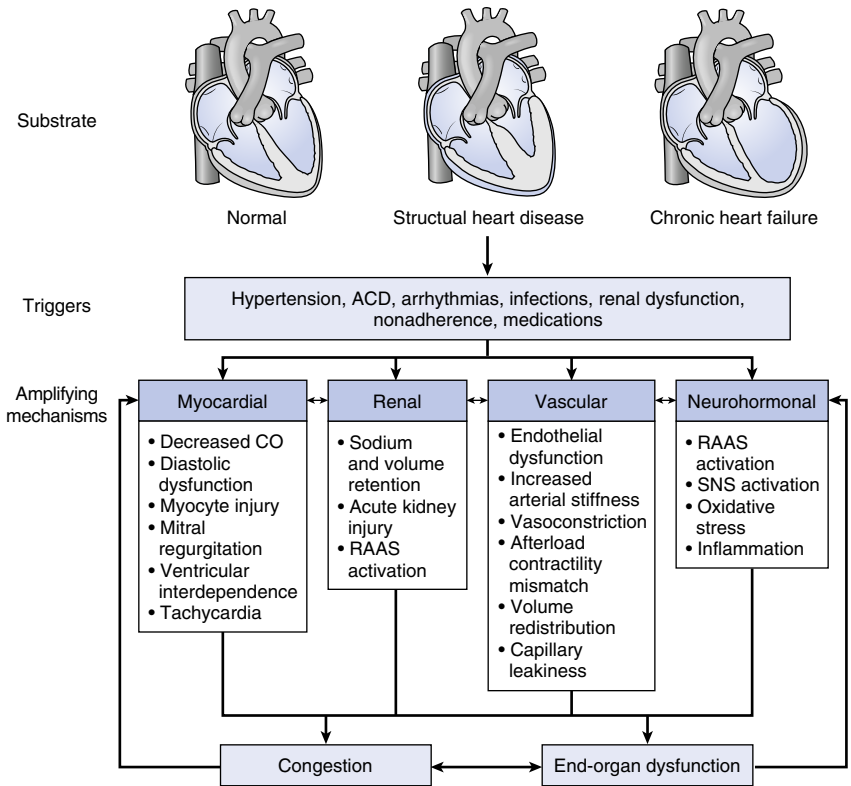 Substrate
Normal
Structual heart disease
Chronic heart failure
Triggers
Hypertension, ACD, arrhythmias, infections, renal dysfunction,
nonadherence, medications
Amplifying
mechanisms
Myocardial
• Decreased CO
• Diastolic
dysfunction
• Myocyte injury
• Mitral
regurgitation
• Ventricular
interdependence
• Tachycardia
Renal
• Sodium
and volume
retention
• Acute kidney
injury
• RAAS
activation
Vascular
• Endothelial
dysfunction
• Increased
arterial stiffness
• Vasoconstriction
• Afterload
contractility
mismatch
• Volume
redistribution
• Capillary
leakiness
Neurohormonal
• RAAS
activation
• SNS activation
• Oxidative
stress
• Inflammation
Congestion
End-organ dysfunction